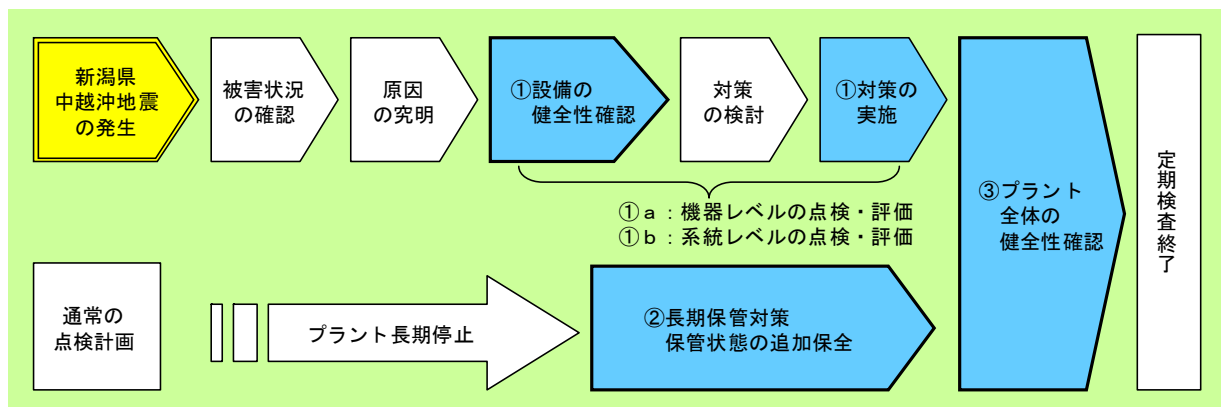 新潟県
中越沖地震
の発生
被害状況
の確認
原因
の究明
①設備の
健全性確認
対策
の検討
①対策の
実施
①ａ：機器レベルの点検・評価
①ｂ：系統レベルの点検・評価
通常の
点検計画
プラント長期停止
②長期保管対策
保管状態の追加保全
③プラント
全体の
健全性確認
定期検査終了